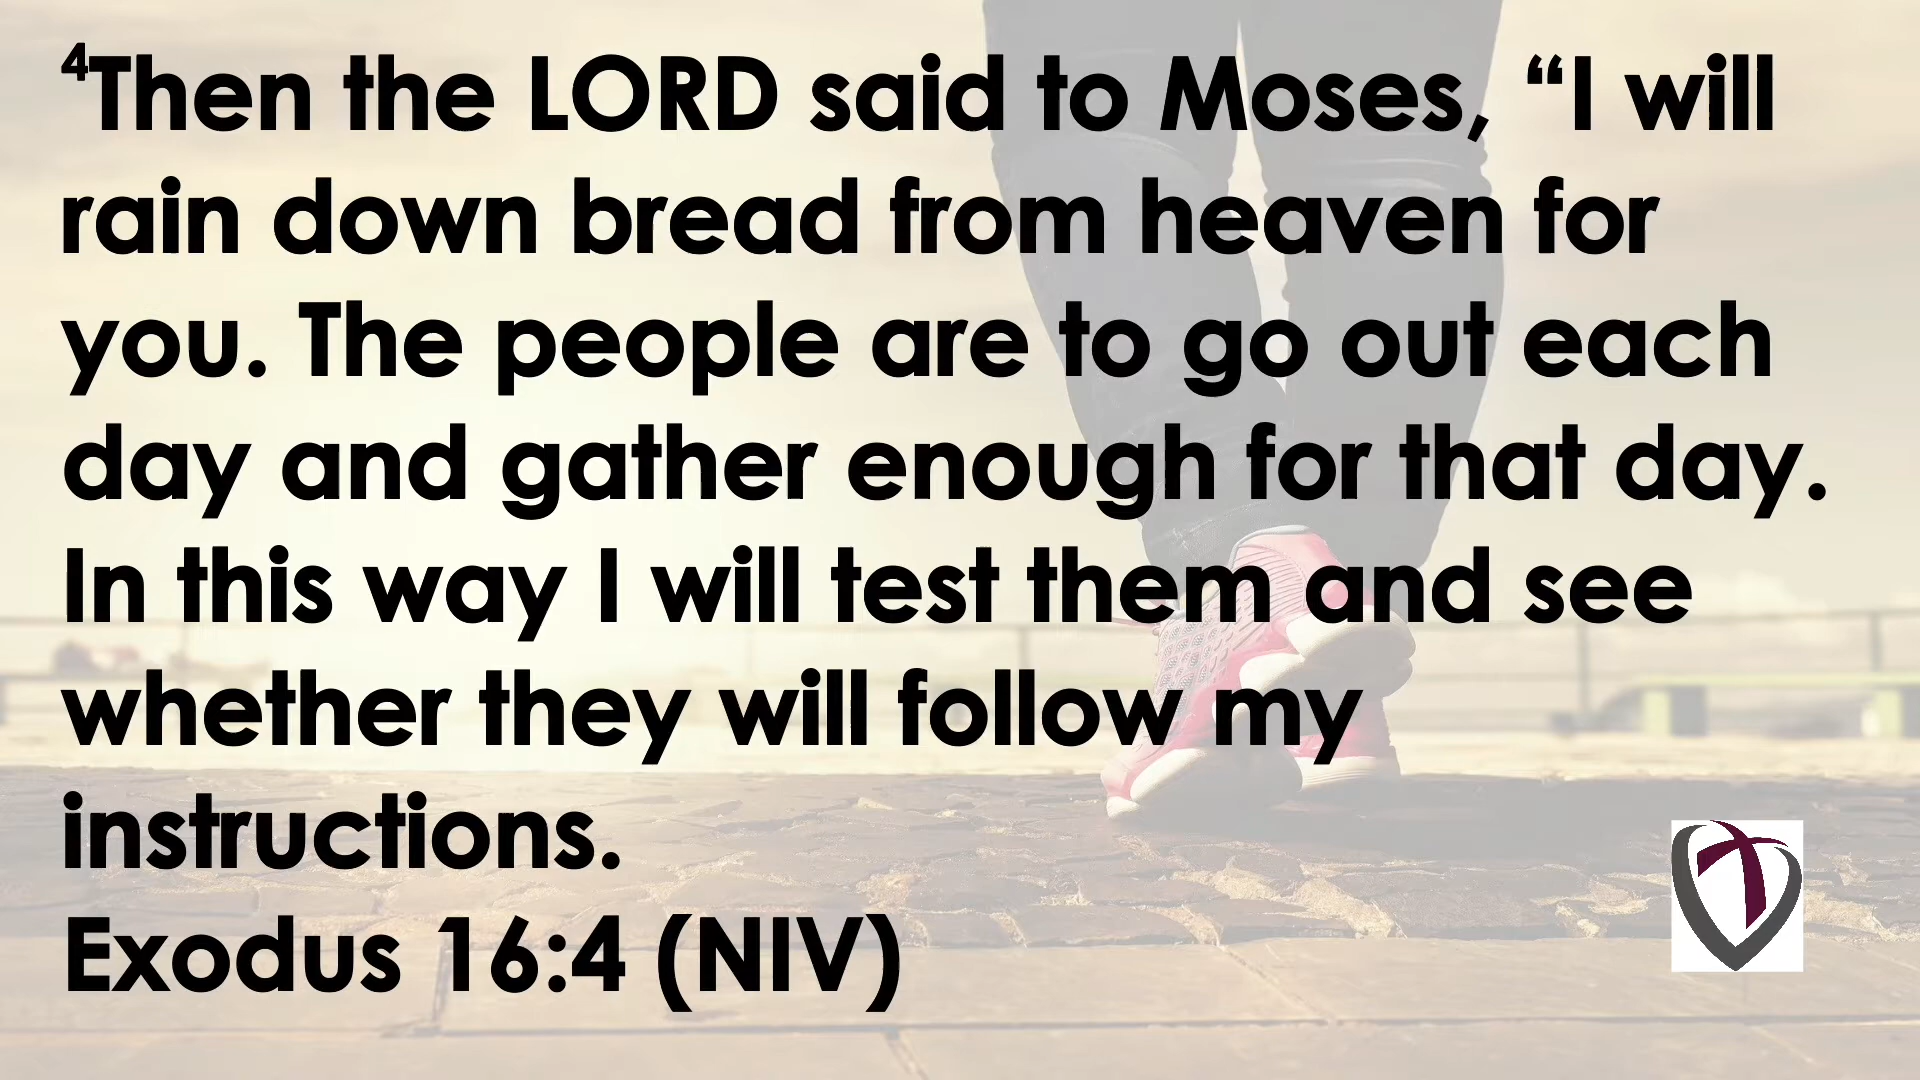 ⁴Then the LORD said to Moses, “I will
rain down bread from heaven for
you. The people are to go out each
day and gather enough for that day.
In this way I will test them and see
whether they will follow my
instructions.
Exodus 16:4 (NIV)